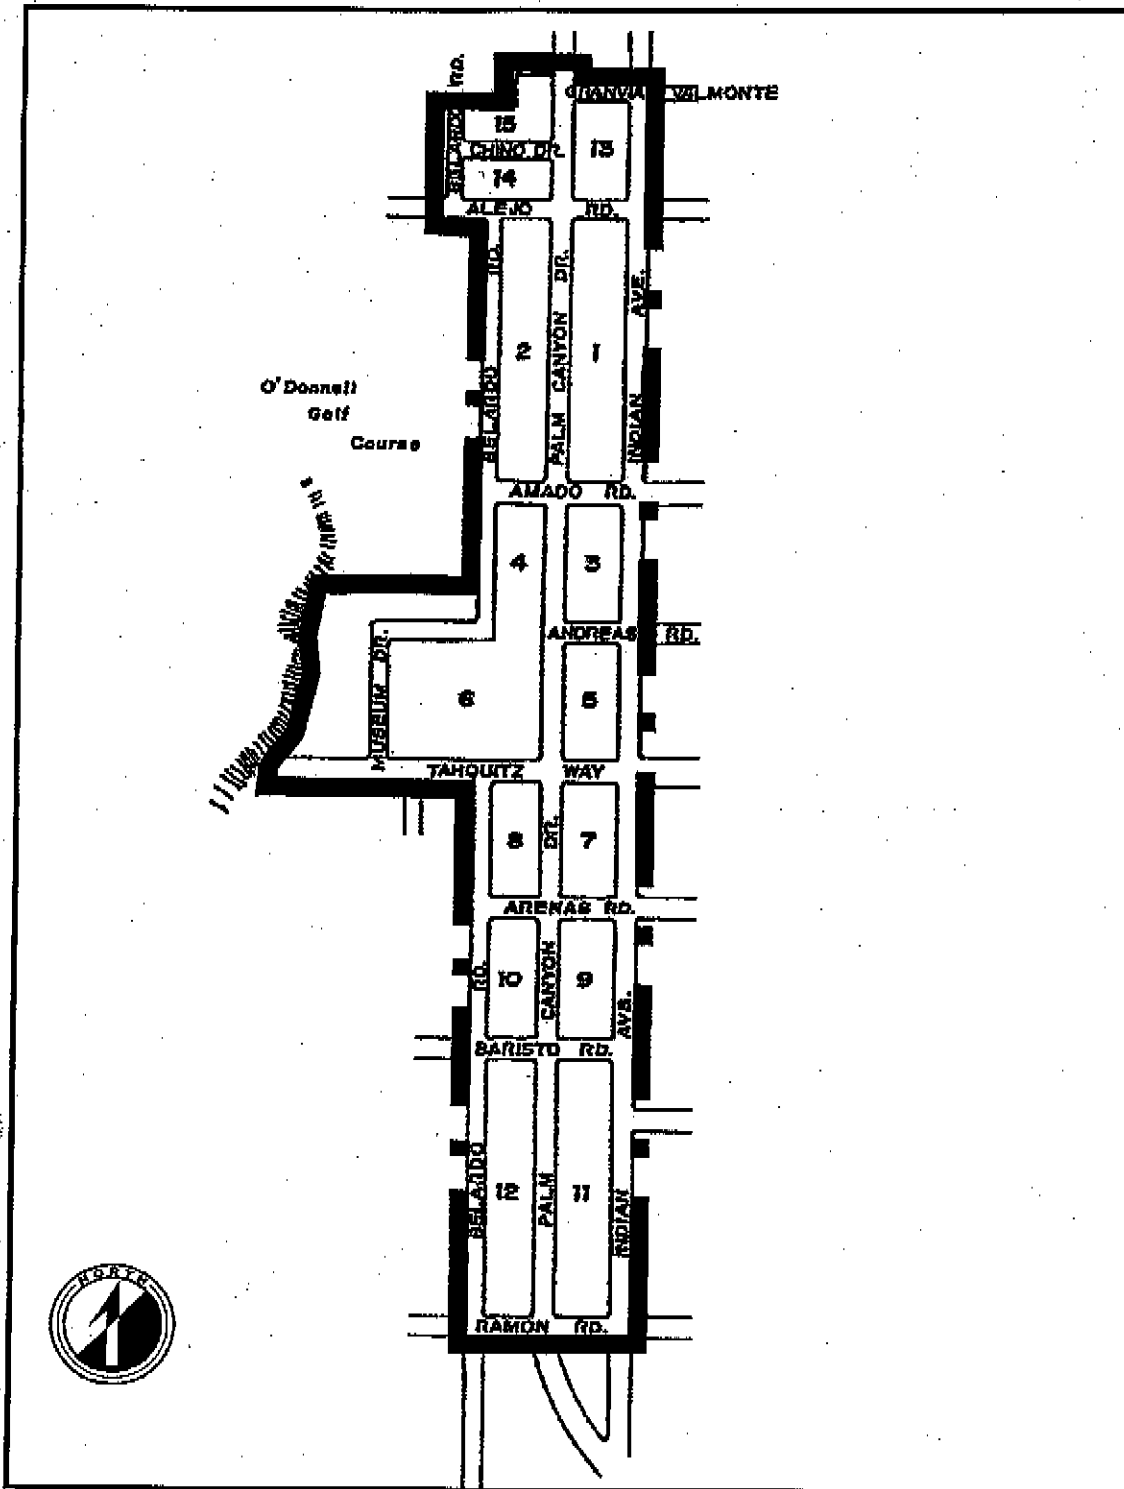 RD.
GRANVIA VALMONTE
BELARDO
15
13
CHINO DR.
14
ALEJO RD.
RD.
DR.
AVE.
2
CANYON
1
BELARDO
PALM
INDIAN
O'Donnell
Golf
Course
AMADO RD.
4
3
ANDREAS RD.
MUSEUM DR.
6
5
TAHQUITZ WAY
8
DR.
7
ARENAS RD.
RD.
10
CANYON
9
AVE.
BARISTO RD.
BELARDO
12
PALM
11
INDIAN
NORTH
RAMON RD.